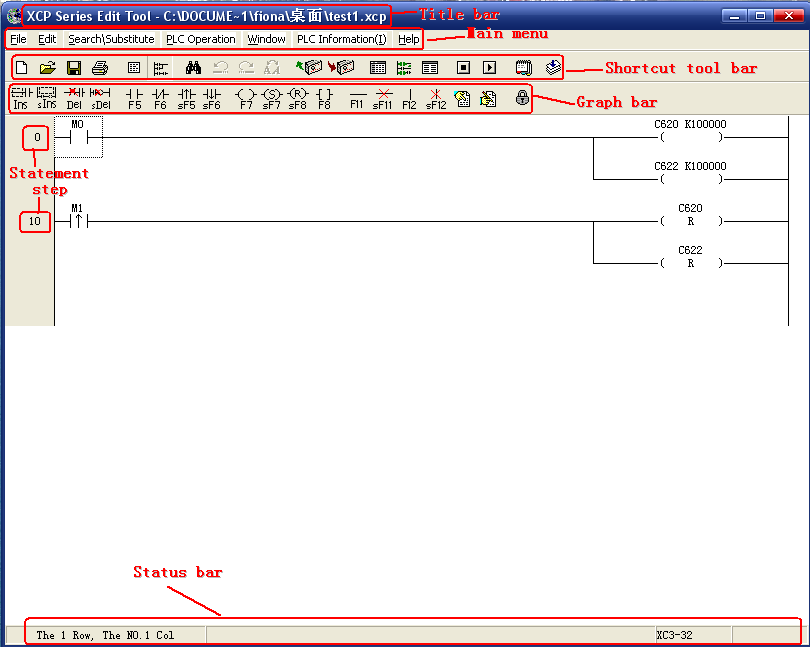 XCP Series Edit Tool - C:\DOCUME~1\fiona\桌面\test1.xcp
Title bar
File Edit Search\Substitute PLC Operation Window PLC Information(I) Help
Main menu
Shortcut tool bar
Ins sIns Del sDel F5 F6 sF5 sF6 F7 sF7 sF8 F8 F11 sF11 F12 sF12
Graph bar
M0
C620 K100000
0
C622 K100000
Statement
step
M1
C620
10
R
C622
R
Status bar
The 1 Row, The NO.1 Col
XC3-32